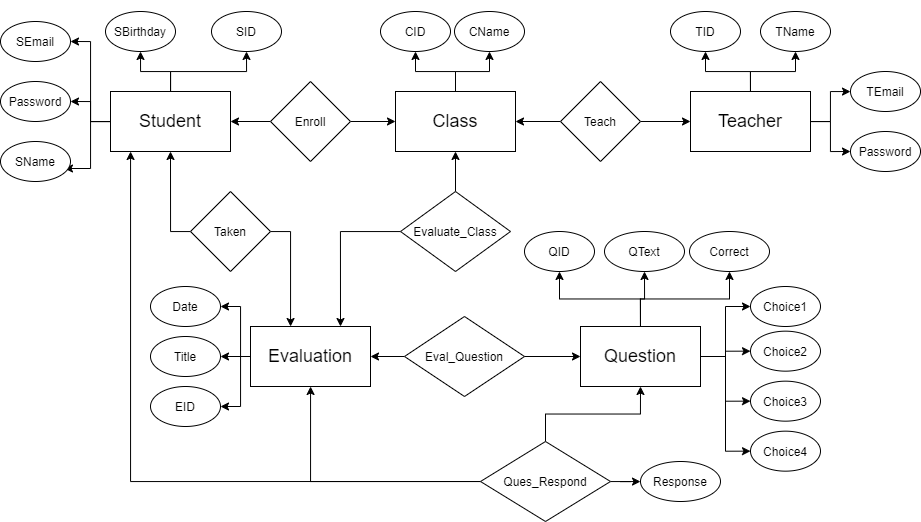 SBirthday
SID
CID
CName
TID
TName
SEmail
TEmail
Password
Student
Enroll
Class
Teach
Teacher
SName
Password
Taken
Evaluate_Class
QID
QText
Correct
Date
Choice1
Title
Evaluation
Eval_Question
Question
Choice2
EID
Choice3
Choice4
Ques_Respond
Response